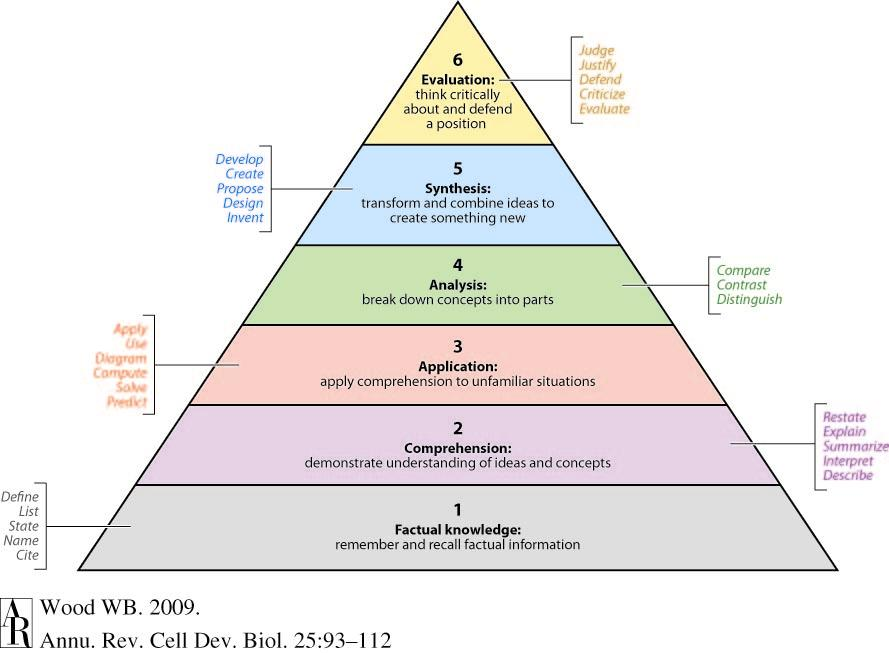 6
Evaluation:
think critically
about and defend
a position
Judge
Justify
Defend
Criticize
Evaluate
Develop
Create
Propose
Design
Invent
5
Synthesis:
transform and combine ideas to
create something new
4
Analysis:
break down concepts into parts
Compare
Contrast
Distinguish
Apply
Use
Diagram
Compute
Solve
Predict
3
Application:
apply comprehension to unfamiliar situations
2
Comprehension:
demonstrate understanding of ideas and concepts
Restate
Explain
Summarize
Interpret
Describe
Define
List
State
Name
Cite
1
Factual knowledge:
remember and recall factual information
AR
Wood WB. 2009.
Annu. Rev. Cell Dev. Biol. 25:93–112